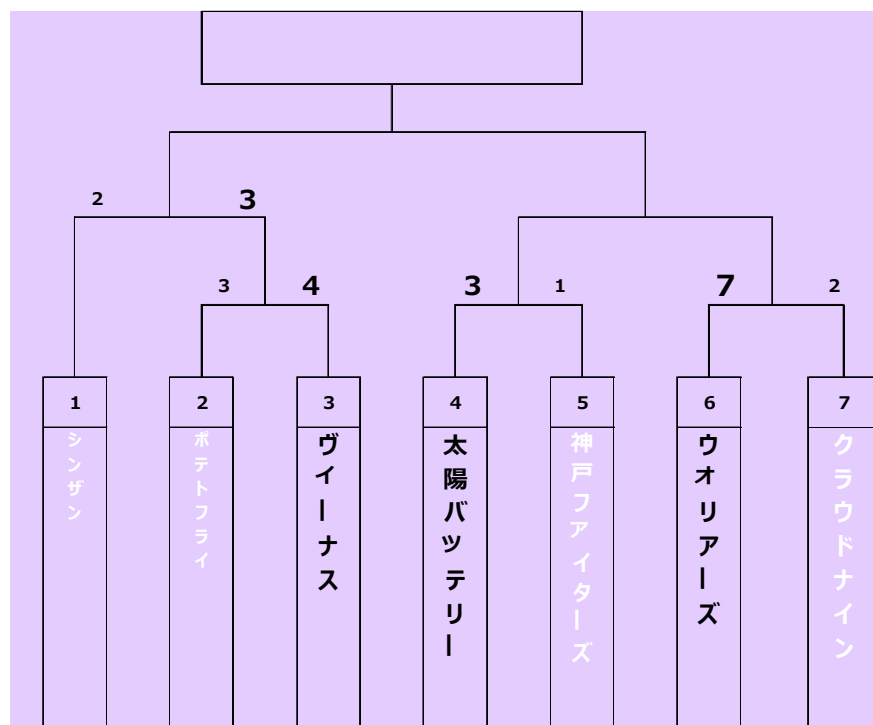 2 3
3 4 3 1 7 2
1 2 3 4 5 6 7
シンザン
ポテトフライ
ヴィーナス
太陽バッテリー
神戸ファイターズ
ウオリアーズ
クラウドナイン